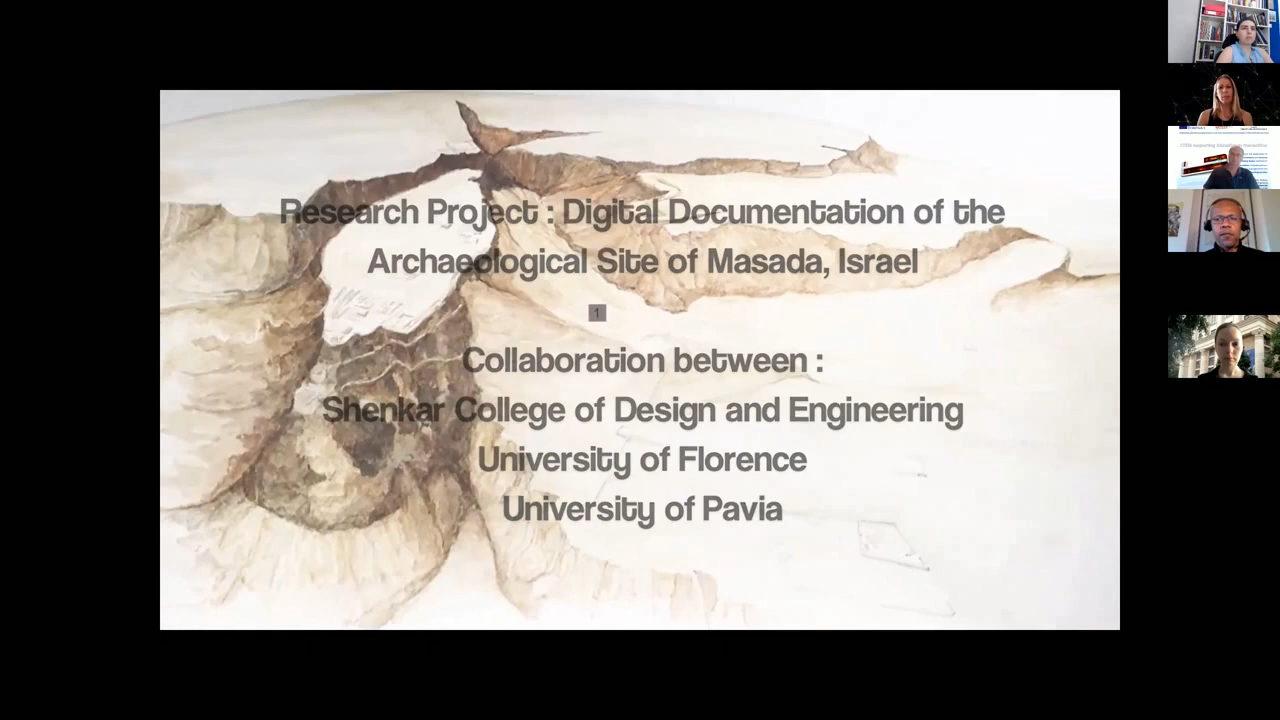 Research Project : Digital Documentation of the
Archaeological Site of Masada, Israel
1
Collaboration between :
Shenkar College of Design and Engineering
University of Florence
University of Pavia